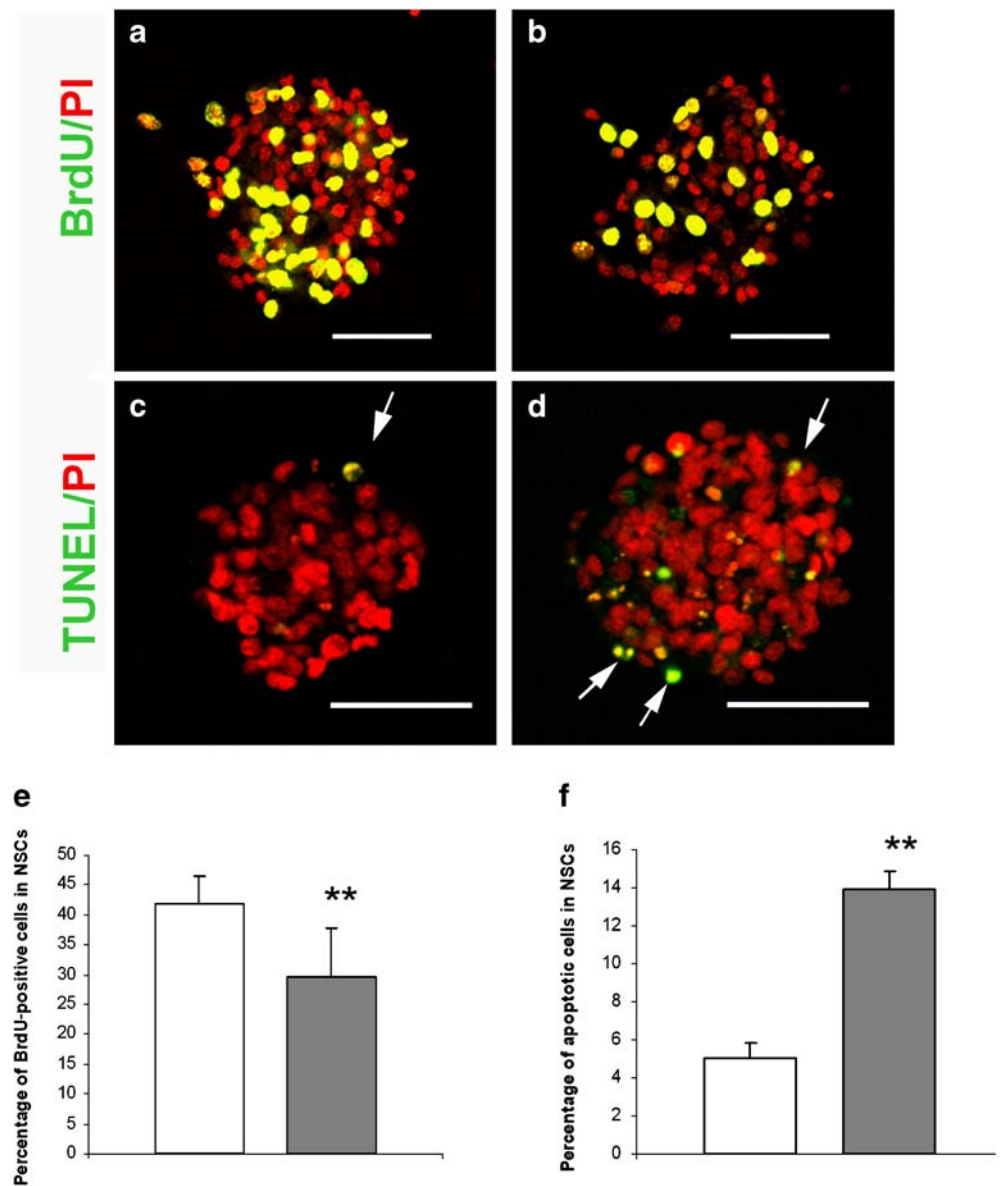 BrdU/PI
a
b
TUNEL/PI
c
d
e
Percentage of BrdU-positive cells in NSCs
50
45
40
35
30
25
20
15
10
5
0
**
f
Percentage of apoptotic cells in NSCs
16
14
12
10
8
6
4
2
0
**